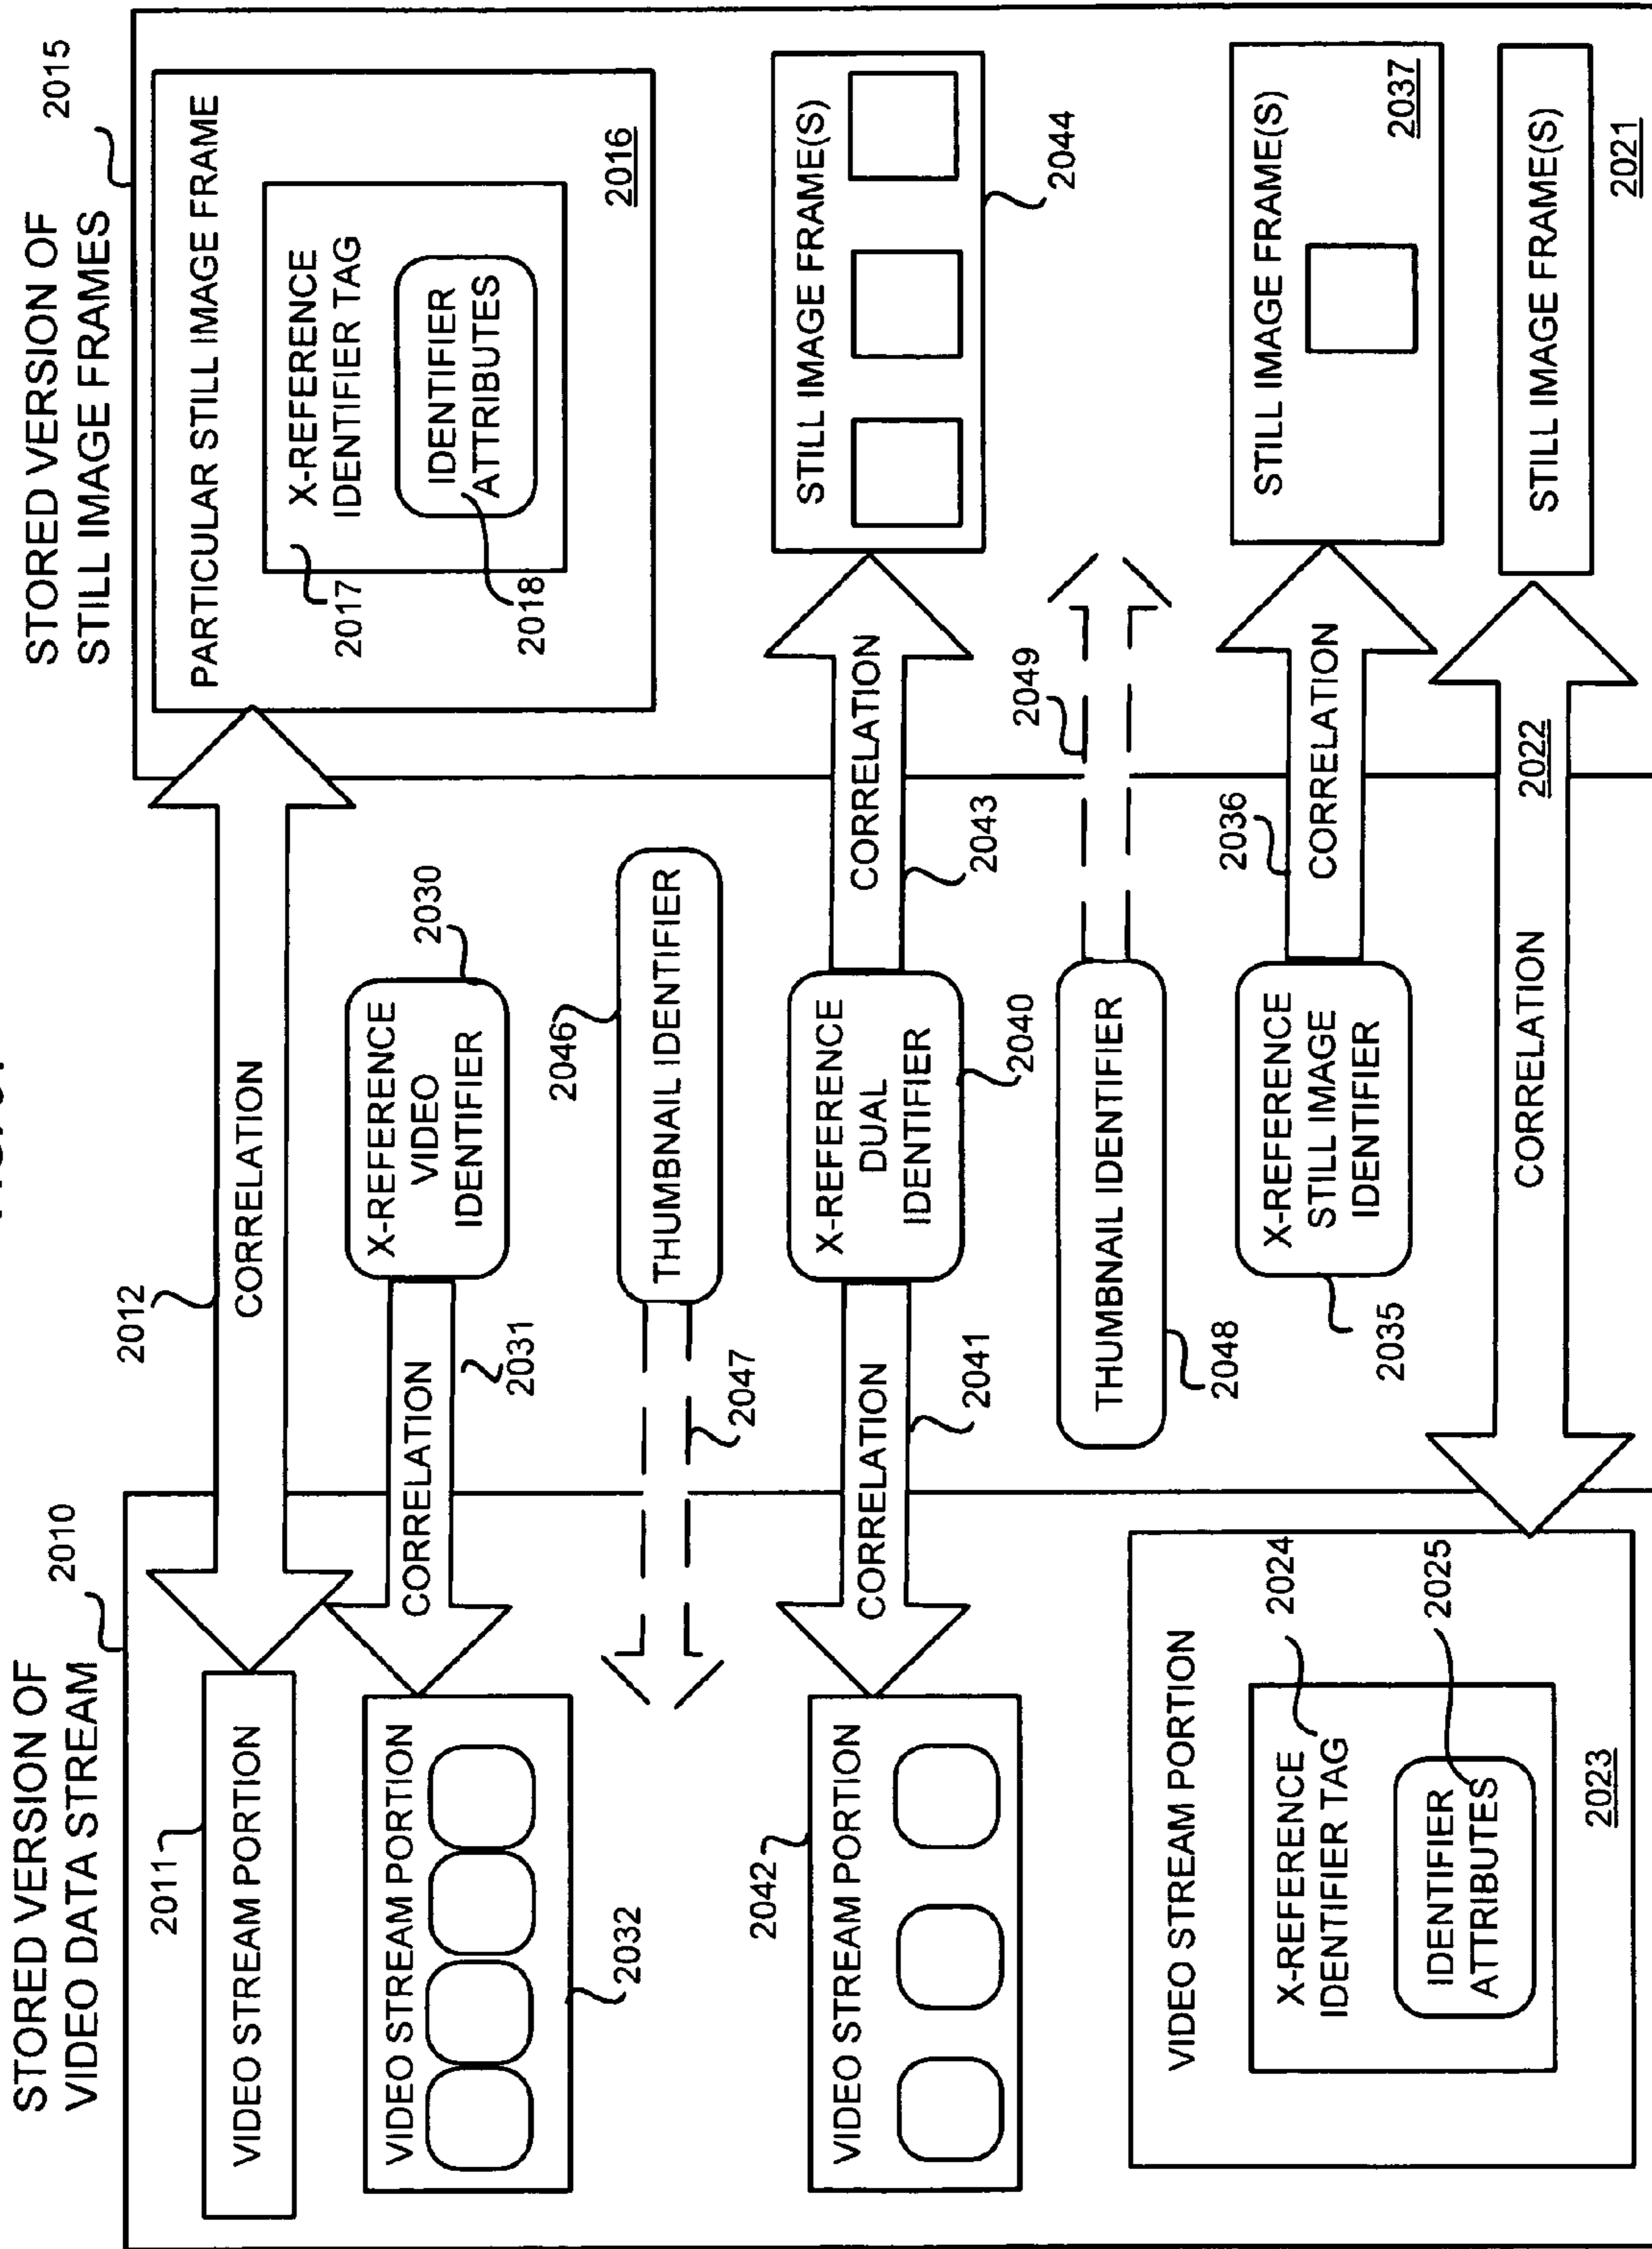 STORED VERSION OF
VIDEO DATA STREAM
2010
2011
VIDEO STREAM PORTION
VIDEO STREAM PORTION
2032
2042
VIDEO STREAM PORTION
VIDEO STREAM PORTION
X-REFERENCE
IDENTIFIER TAG
2024
IDENTIFIER
ATTRIBUTES
2025
2023
2012
CORRELATION
X-REFERENCE
VIDEO
IDENTIFIER
2030
CORRELATION
2031
2046
THUMBNAIL IDENTIFIER
2047
X-REFERENCE
DUAL
IDENTIFIER
2040
CORRELATION
2041
CORRELATION
2043
THUMBNAIL IDENTIFIER
2048
2049
X-REFERENCE
STILL IMAGE
IDENTIFIER
2035
2036
CORRELATION
CORRELATION
2022
STORED VERSION OF
STILL IMAGE FRAMES
2015
PARTICULAR STILL IMAGE FRAME
X-REFERENCE
IDENTIFIER TAG
2017
IDENTIFIER
ATTRIBUTES
2018
2016
STILL IMAGE FRAME(S)
2044
STILL IMAGE FRAME(S)
2037
STILL IMAGE FRAME(S)
2021